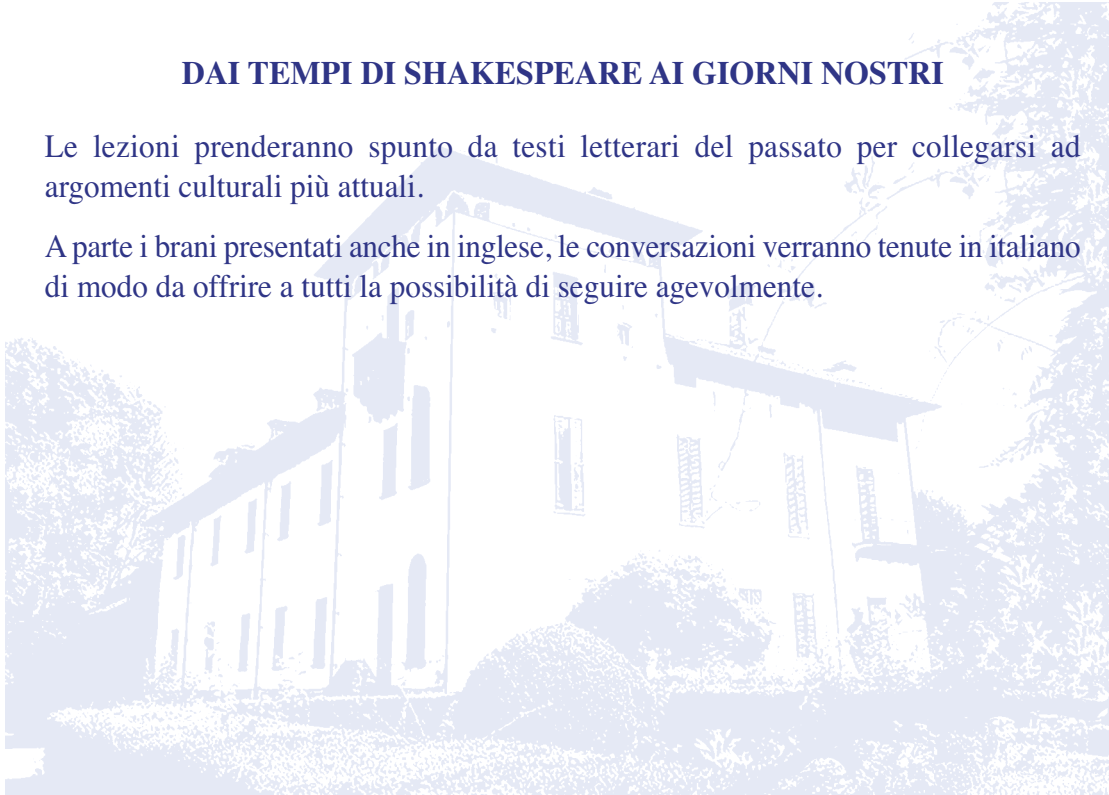 DAI TEMPI DI SHAKESPEARE AI GIORNI NOSTRI
Le lezioni prenderanno spunto da testi letterari del passato per collegarsi ad
argomenti culturali più attuali.
A parte i brani presentati anche in inglese, le conversazioni verranno tenute in italiano
di modo da offrire a tutti la possibilità di seguire agevolmente.